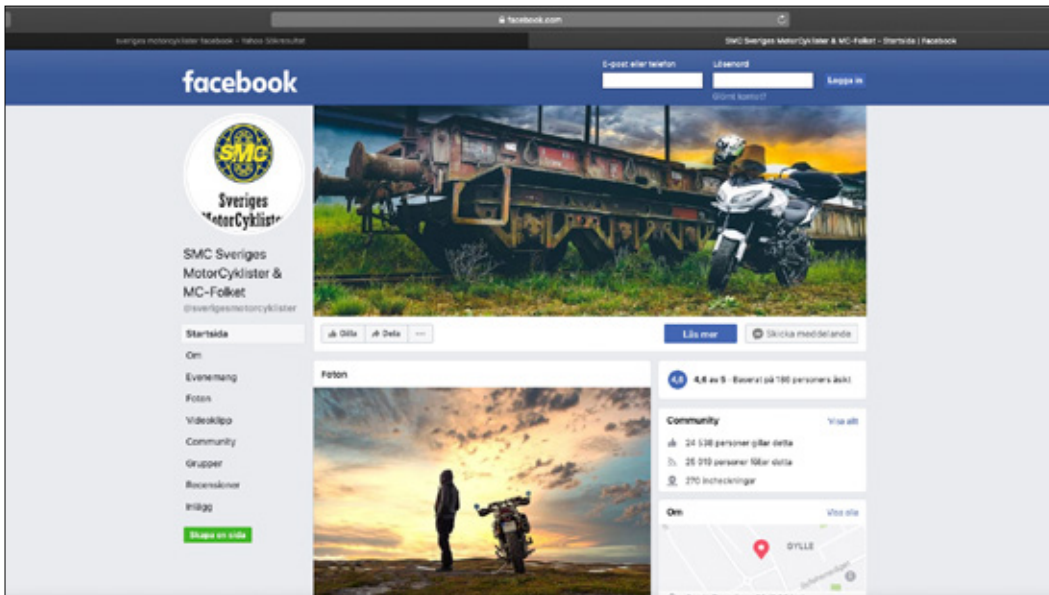 facebook.com
sveriges motorcyklister facebook - Yahoo Sökresultat
SMC Sveriges MotorCyklister & MC-Folket - Startsida | Facebook
facebook
E-post eller telefon
Lösenord
Logga in
Glömt kontot?
SMC
Sveriges
MotorCyklister
SMC Sveriges
MotorCyklister &
MC-Folket
@sverigesmotorcyklister
Startsida
Om
Evenemang
Foton
Videoklipp
Community
Grupper
Recensioner
Inlägg
Skapa en sida
Gilla
Dela
Läs mer
Skicka meddelande
Foton
4,6
4,6 av 5 · Baserat på 186 personers åsikt
Community
Visa allt
24 538 personer gillar detta
25 019 personer följer detta
270 incheckningar
Om
Visa alla
GYLLE